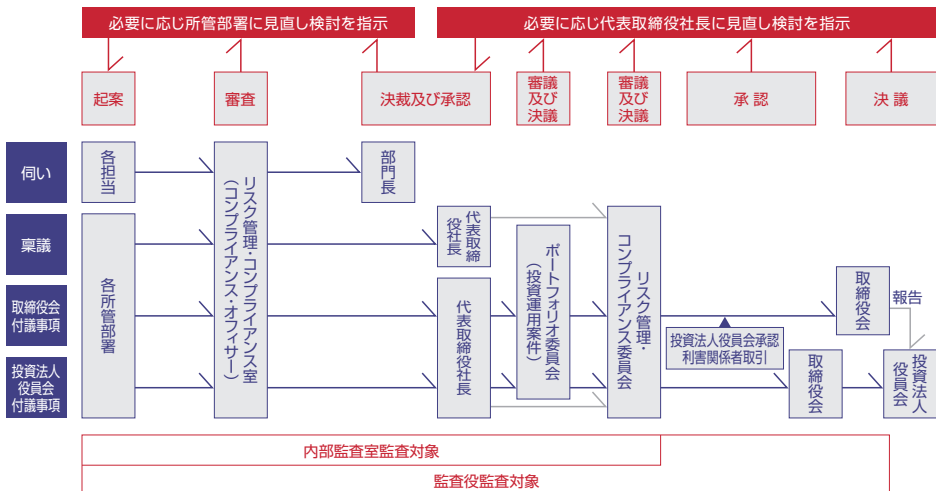 必要に応じ所管部署に見直し検討を指示
必要に応じ代表取締役社長に見直し検討を指示
起案
審査
決裁及び承認
審議
及び
決議
審議
及び
決議
承認
決議
伺い
各担当
リスク管理・コンプライアンス室
（コンプライアンス・オフィサー）
部門長
稟議
各所管部署
代表取締
役社長
ポートフォリオ委員会
（投資運用案件）
リスク管理・
コンプライアンス委員会
取締役会
付議事項
代表取締役社長
取締役会
報告
投資法人役員会承認
利害関係者取引
投資法人
役員会
付議事項
取締役会
投資法人
役員会
内部監査室監査対象
監査役監査対象